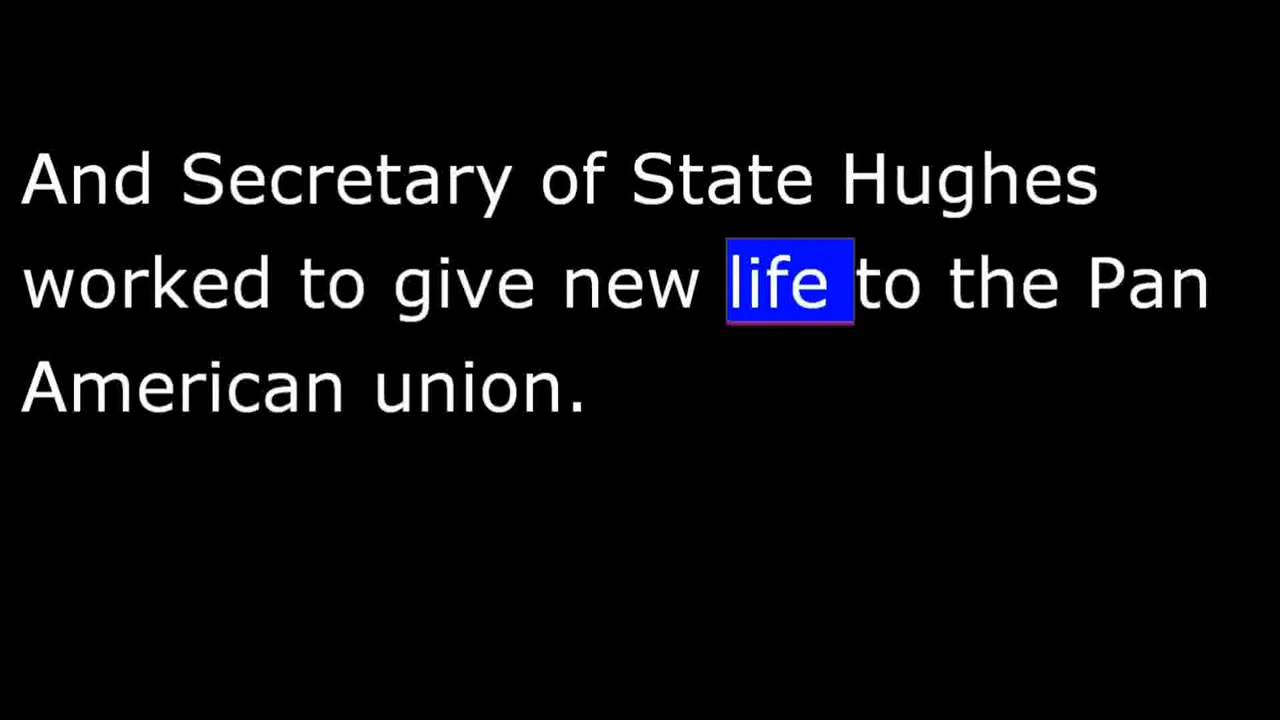 And Secretary of State Hughes
worked to give new life to the Pan
American union.